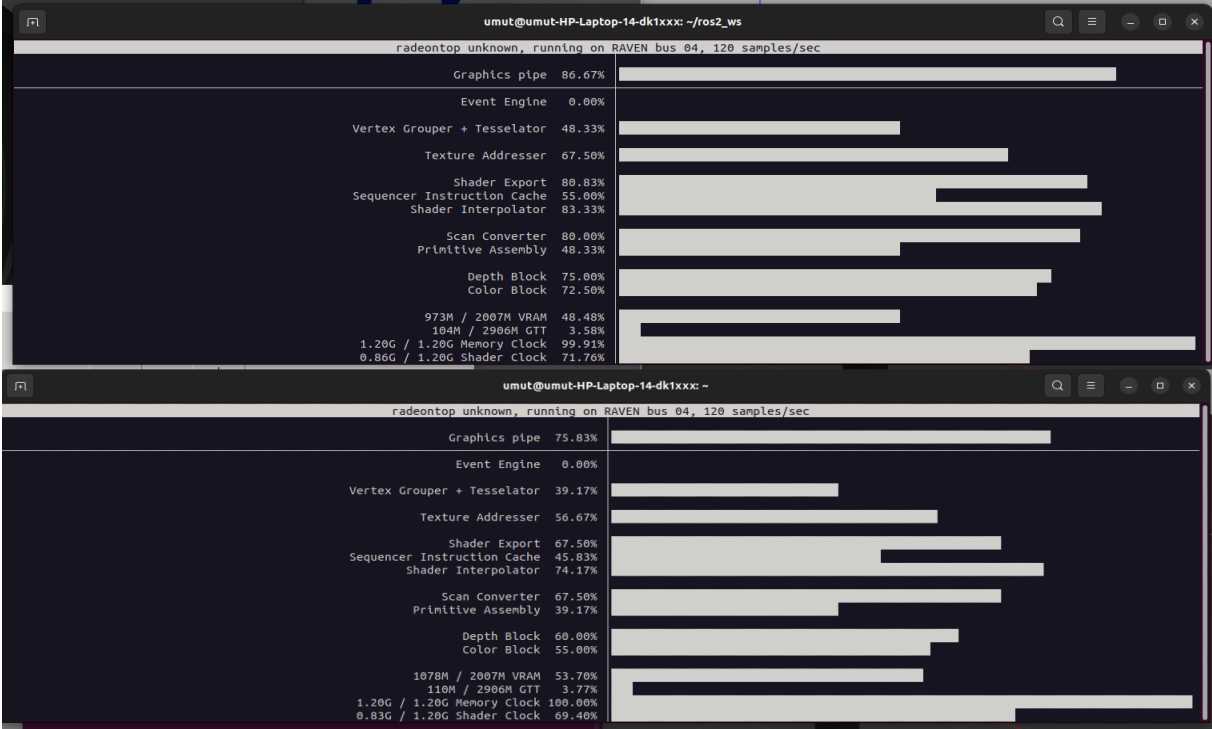 umut@umut-HP-Laptop-14-dk1xxx: ~/ros2_ws
radeontop unknown, running on RAVEN bus 04, 120 samples/sec
Graphics pipe 86.67%
Event Engine 0.00%
Vertex Grouper + Tesselator 48.33%
Texture Addresser 67.50%
Shader Export 80.83%
Sequencer Instruction Cache 55.00%
Shader Interpolator 83.33%
Scan Converter 80.00%
Primitive Assembly 48.33%
Depth Block 75.00%
Color Block 72.50%
973M / 2007M VRAM 48.48%
104M / 2906M GTT 3.58%
1.20G / 1.20G Memory Clock 99.91%
0.86G / 1.20G Shader Clock 71.76%
umut@umut-HP-Laptop-14-dk1xxx: ~
radeontop unknown, running on RAVEN bus 04, 120 samples/sec
Graphics pipe 75.83%
Event Engine 0.00%
Vertex Grouper + Tesselator 39.17%
Texture Addresser 56.67%
Shader Export 67.50%
Sequencer Instruction Cache 45.83%
Shader Interpolator 74.17%
Scan Converter 67.50%
Primitive Assembly 39.17%
Depth Block 60.00%
Color Block 55.00%
1078M / 2007M VRAM 53.70%
110M / 2906M GTT 3.77%
1.20G / 1.20G Memory Clock 100.00%
0.83G / 1.20G Shader Clock 69.40%